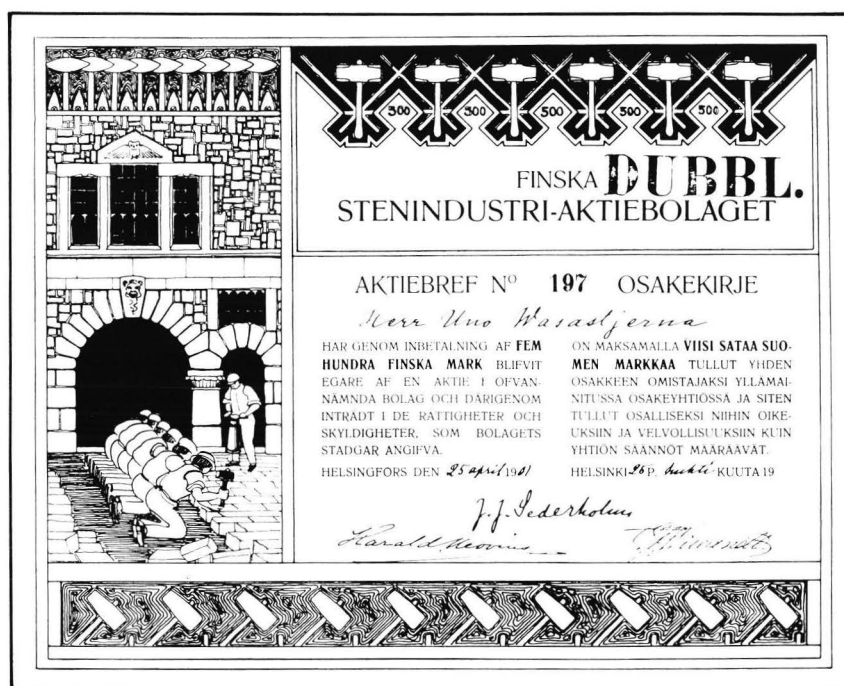 300 300 500 500 500
FINSKA DUBBL.
STENINDUSTRI-AKTIEBOLAGET
AKTIEBREF Nº 197 OSAKEKIRJE
Herr Uno Wasastjerna
HAR GENOM INBETALNING AF FEM
HUNDRA FINSKA MARK BLIFVIT
EGARE AF EN AKTIE I OFVAN-
NÄMNDA BOLAG OCH DÄRIGENOM
INTRÄDT I DE RÄTTIGHETER OCH
SKYLDIGHETER, SOM BOLAGETS
STADGAR ANGIFVA.
HELSINGFORS DEN 25 april 1901
ON MAKSAMALLA VIISI SATAA SUO-
MEN MARKKAA TULLUT YHDEN
OSAKKEEN OMISTAJAKSI YLLÄMAI-
NITUSSA OSAKEYHTIÖSSÄ JA SITEN
TULLUT OSALLISEKSI NIIHIN OIKE-
UKSIIN JA VELVOLLISUUKSIIN KUIN
YHTIÖN SÄÄNNÖT MÄÄRÄÄVÄT.
HELSINKI P. huhti KUUTA 19
J. J. Sederholm
Harald Neovius